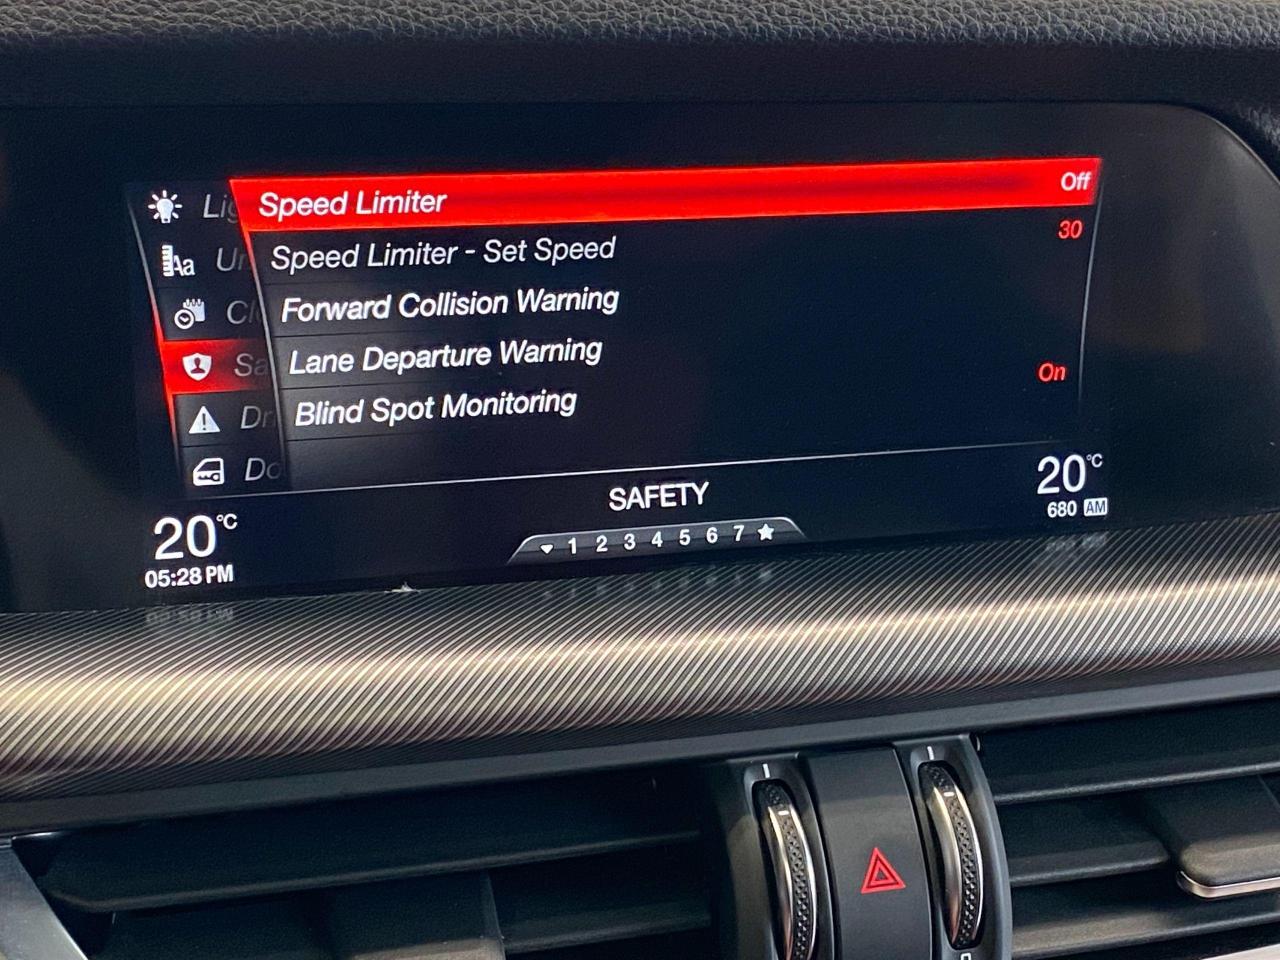 Speed Limiter Off
Speed Limiter - Set Speed 30
Forward Collision Warning
Lane Departure Warning
Blind Spot Monitoring On
SAFETY
20°C
680 AM
20°C
05:28 PM
1 2 3 4 5 6 7
Aa